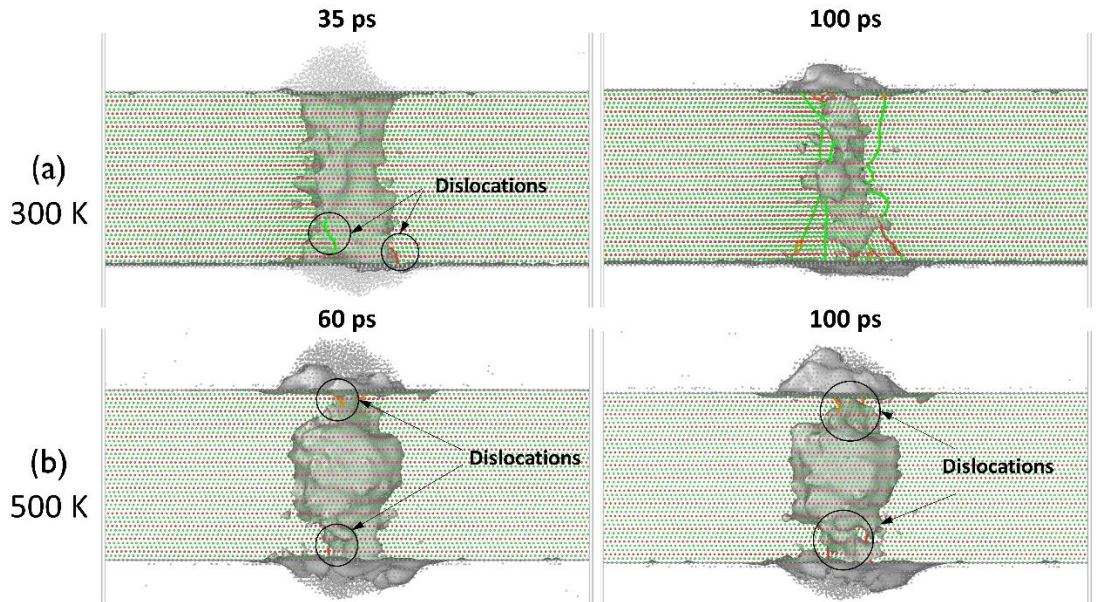 35 ps
100 ps
(a)
300 K
Dislocations
60 ps
100 ps
(b)
500 K
Dislocations
Dislocations